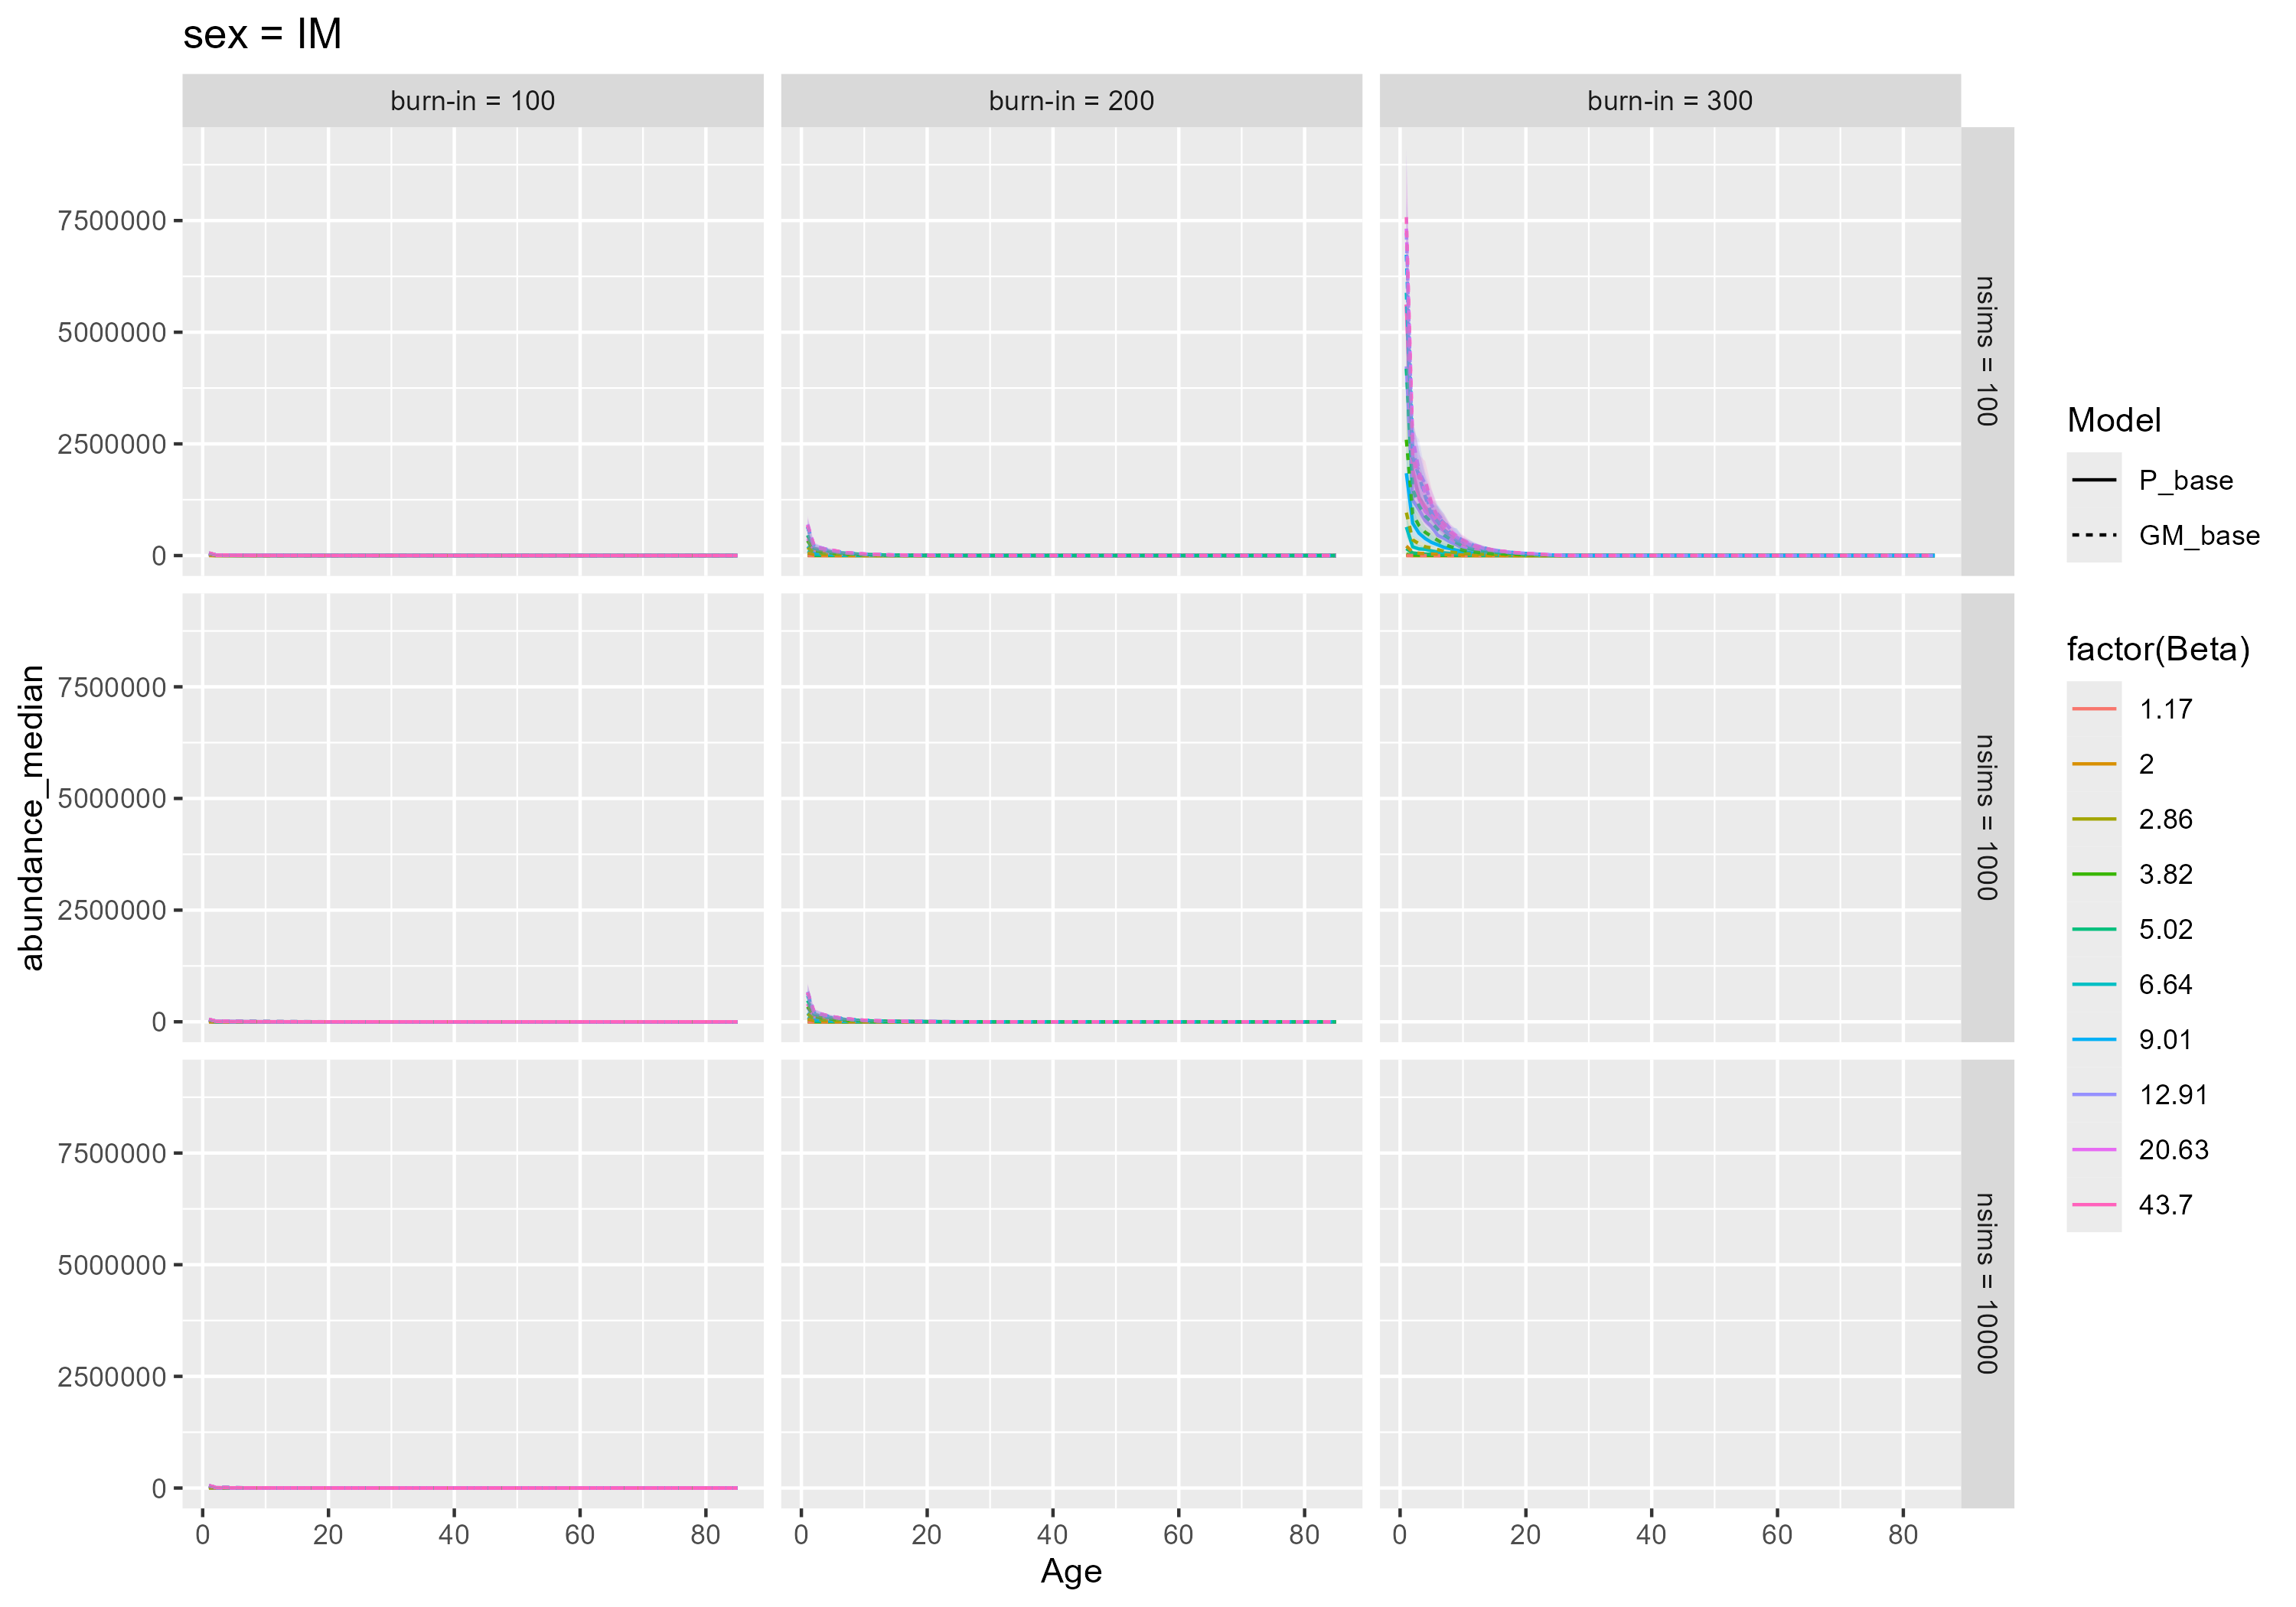 sex = IM
burn-in = 100
burn-in = 200
burn-in = 300
7500000
5000000
2500000
0
nsims = 100
7500000
5000000
2500000
0
nsims = 1000
7500000
5000000
2500000
0
nsims = 10000
0 20 40 60 80
0 20 40 60 80
0 20 40 60 80
Age
abundance_median
Model
P_base
GM_base
factor(Beta)
1.17
2
2.86
3.82
5.02
6.64
9.01
12.91
20.63
43.7